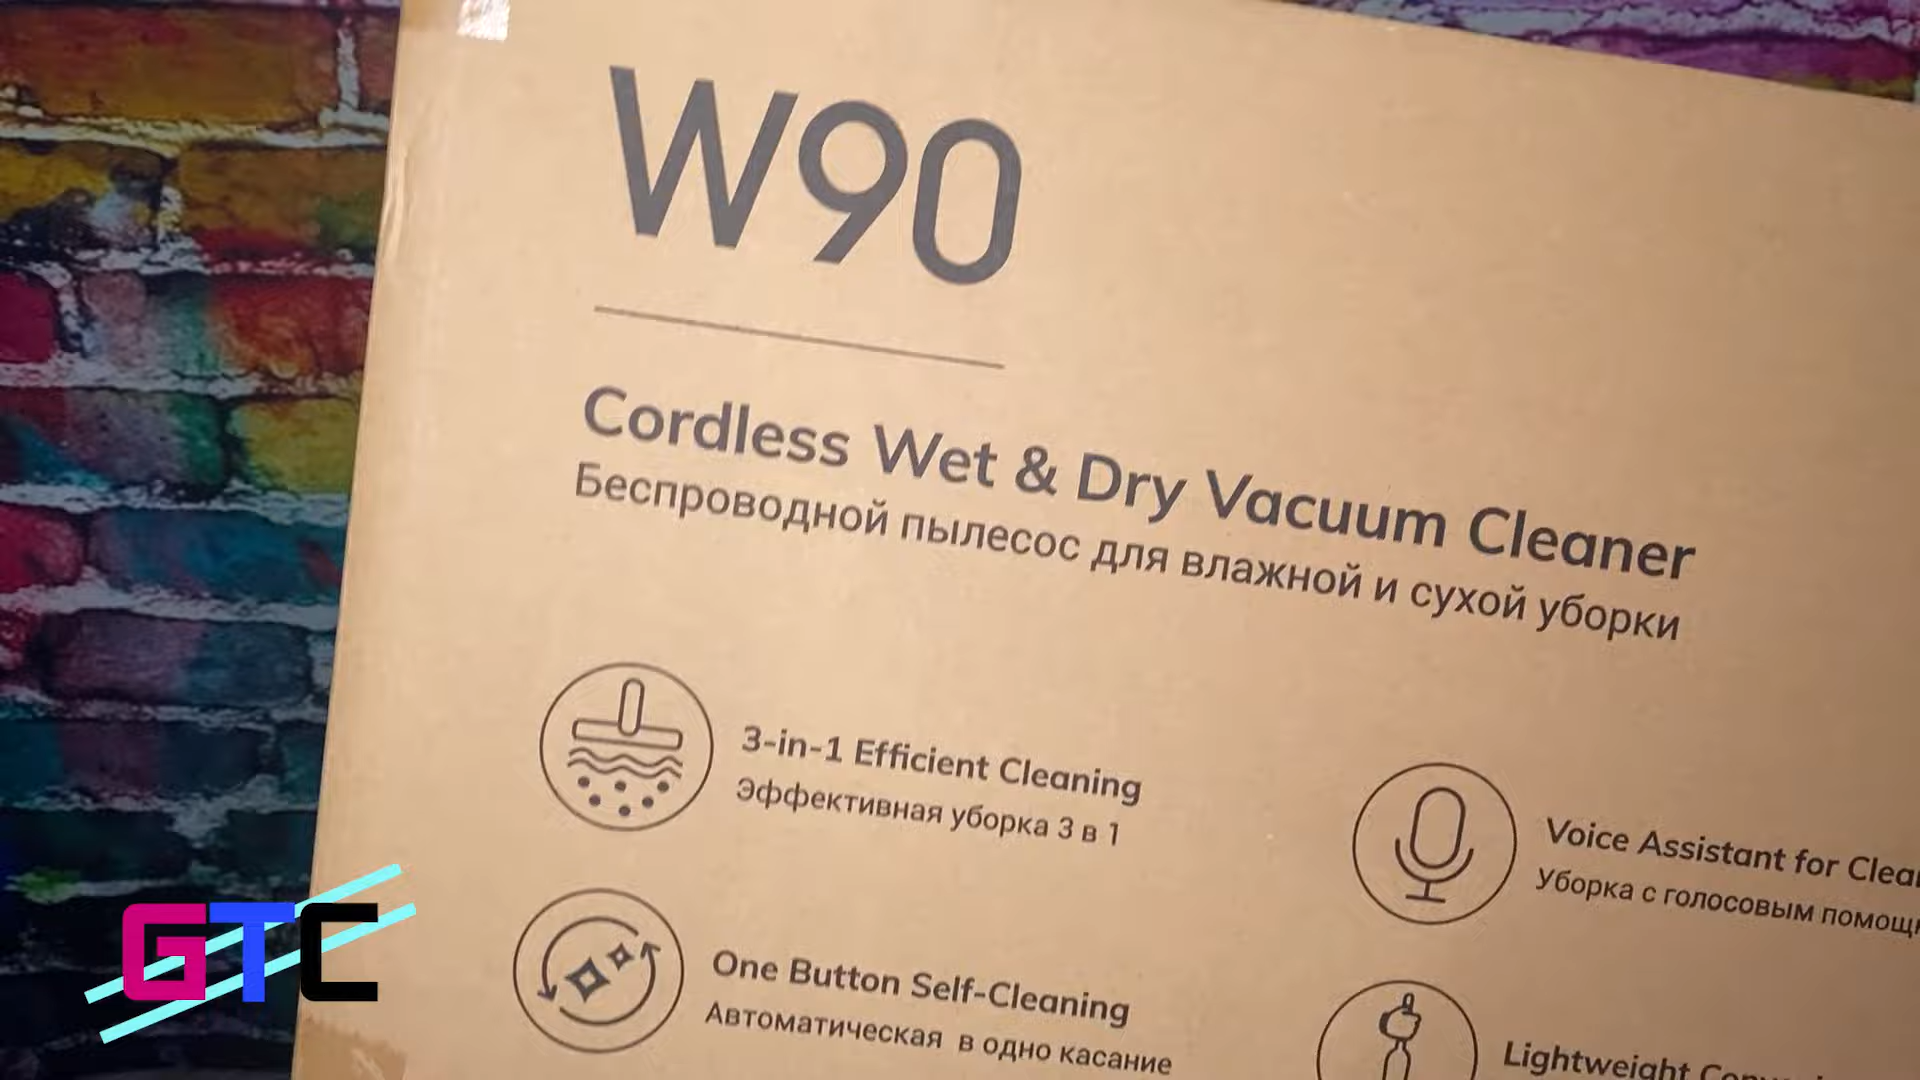 W90
Cordless Wet & Dry Vacuum Cleaner
Беспроводной пылесос для влажной и сухой уборки
3-in-1 Efficient Cleaning
Эффективная уборка 3 в 1
Voice Assistant for
Уборка с голосовым
One Button Self-Cleaning
Автоматическая в одно касание
Lightweight
GTC